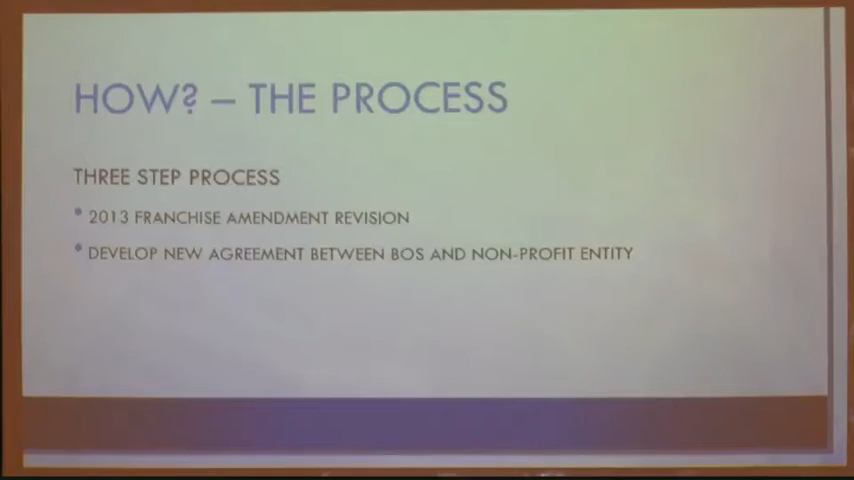 HOW? – THE PROCESS
THREE STEP PROCESS
• 2013 FRANCHISE AMENDMENT REVISION
• DEVELOP NEW AGREEMENT BETWEEN BOS AND NON-PROFIT ENTITY